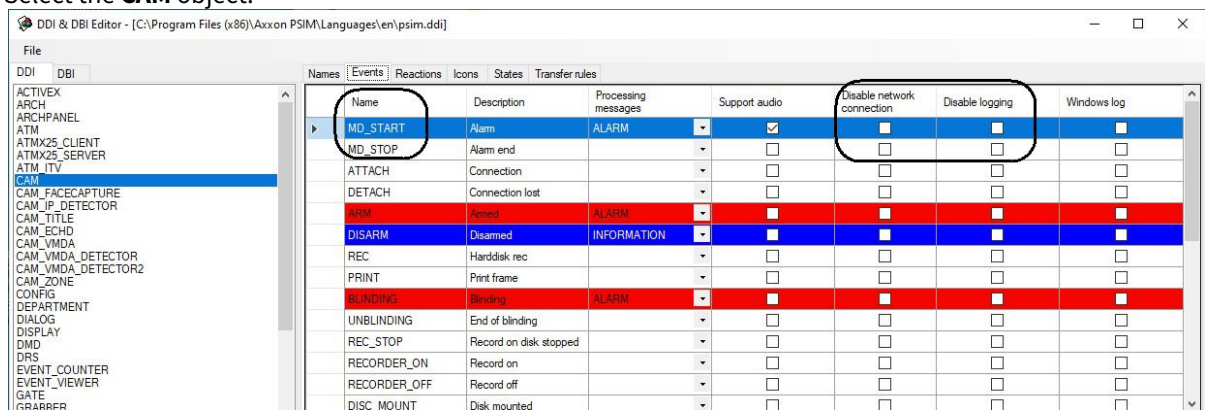 Select the CAM object.
DDI & DBI Editor - [C:\Program Files (x86)\Axxon PSIM\Languages\en\psim.ddi]
File
DDI DBI
Names Events Reactions Icons States Transfer rules
ACTIVEX
ARCH
ARCHPANEL
ATM
ATMX25_CLIENT
ATMX25_SERVER
ATM_ITV
CAM
CAM_FACECAPTURE
CAM_IP_DETECTOR
CAM_TITLE
CAM_ECHD
CAM_VMDA
CAM_VMDA_DETECTOR
CAM_VMDA_DETECTOR2
CAM_ZONE
CONFIG
DEPARTMENT
DIALOG
DISPLAY
DMD
DRS
EVENT_COUNTER
EVENT_VIEWER
GATE
GRABBER
Name Description Processing messages Support audio Disable network connection Disable logging Windows log
MD_START Alarm ALARM
MD_STOP Alarm end
ATTACH Connection
DETACH Connection lost
ARM Armed ALARM
DISARM Disarmed INFORMATION
REC Harddisk rec
PRINT Print frame
BLINDING Blinding ALARM
UNBLINDING End of blinding
REC_STOP Record on disk stopped
RECORDER_ON Record on
RECORDER_OFF Record off
DISC_MOUNT Disk mounted